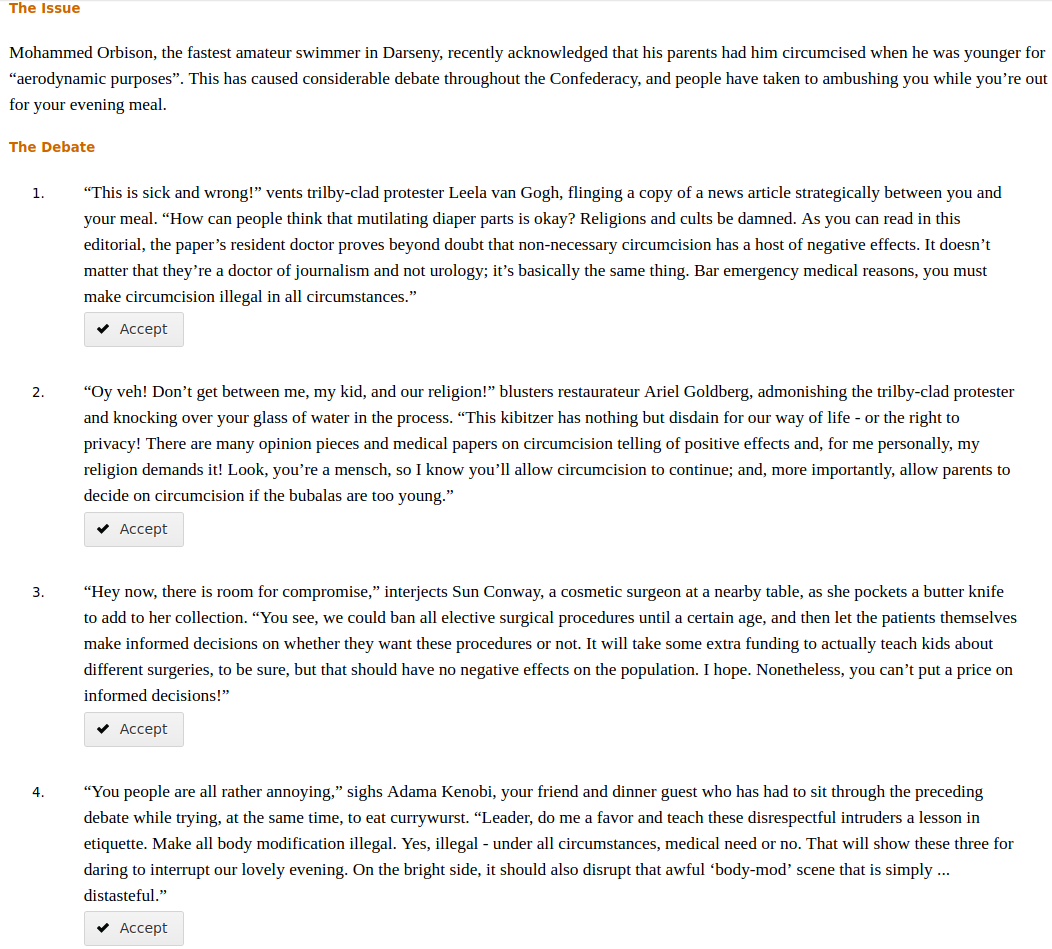 The Issue
Mohammed Orbison, the fastest amateur swimmer in Darseny, recently acknowledged that his parents had him circumcised when he was younger for
“aerodynamic purposes”. This has caused considerable debate throughout the Confederacy, and people have taken to ambushing you while you’re out
for your evening meal.
The Debate
1. “This is sick and wrong!” vents trilby-clad protester Leela van Gogh, flinging a copy of a news article strategically between you and
your meal. “How can people think that mutilating diaper parts is okay? Religions and cults be damned. As you can read in this
editorial, the paper’s resident doctor proves beyond doubt that non-necessary circumcision has a host of negative effects. It doesn’t
matter that they’re a doctor of journalism and not urology; it’s basically the same thing. Bar emergency medical reasons, you must
make circumcision illegal in all circumstances.”
✔ Accept
2. “Oy veh! Don’t get between me, my kid, and our religion!” blusters restaurateur Ariel Goldberg, admonishing the trilby-clad protester
and knocking over your glass of water in the process. “This kibitzer has nothing but disdain for our way of life - or the right to
privacy! There are many opinion pieces and medical papers on circumcision telling of positive effects and, for me personally, my
religion demands it! Look, you’re a mensch, so I know you’ll allow circumcision to continue; and, more importantly, allow parents to
decide on circumcision if the bubalas are too young.”
✔ Accept
3. “Hey now, there is room for compromise,” interjects Sun Conway, a cosmetic surgeon at a nearby table, as she pockets a butter knife
to add to her collection. “You see, we could ban all elective surgical procedures until a certain age, and then let the patients themselves
make informed decisions on whether they want these procedures or not. It will take some extra funding to actually teach kids about
different surgeries, to be sure, but that should have no negative effects on the population. I hope. Nonetheless, you can’t put a price on
informed decisions!”
✔ Accept
4. “You people are all rather annoying,” sighs Adama Kenobi, your friend and dinner guest who has had to sit through the preceding
debate while trying, at the same time, to eat currywurst. “Leader, do me a favor and teach these disrespectful intruders a lesson in
etiquette. Make all body modification illegal. Yes, illegal - under all circumstances, medical need or no. That will show these three for
daring to interrupt our lovely evening. On the bright side, it should also disrupt that awful ‘body-mod’ scene that is simply ...
distasteful.”
✔ Accept